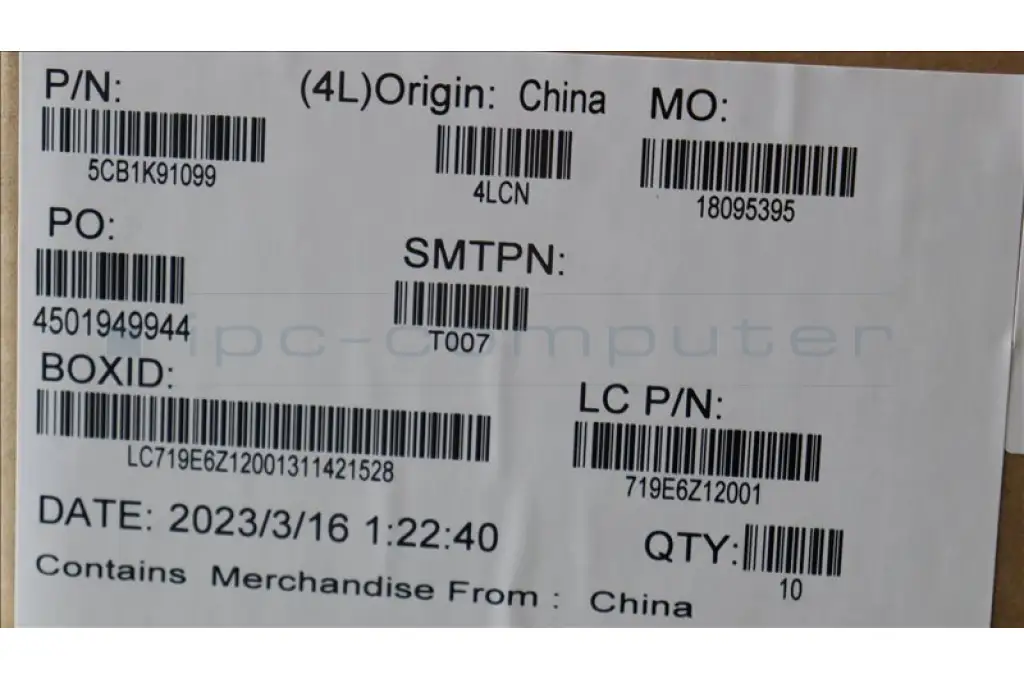 P/N: (4L)Origin: China MO:
5CB1K91099 4LCN 18095395
PO: SMTPN:
4501949944 T007
ipc-computer
BOXID: LC P/N:
LC719E6Z12001311421528 719E6Z12001
DATE: 2023/3/16 1:22:40 QTY: 10
Contains Merchandise From : China